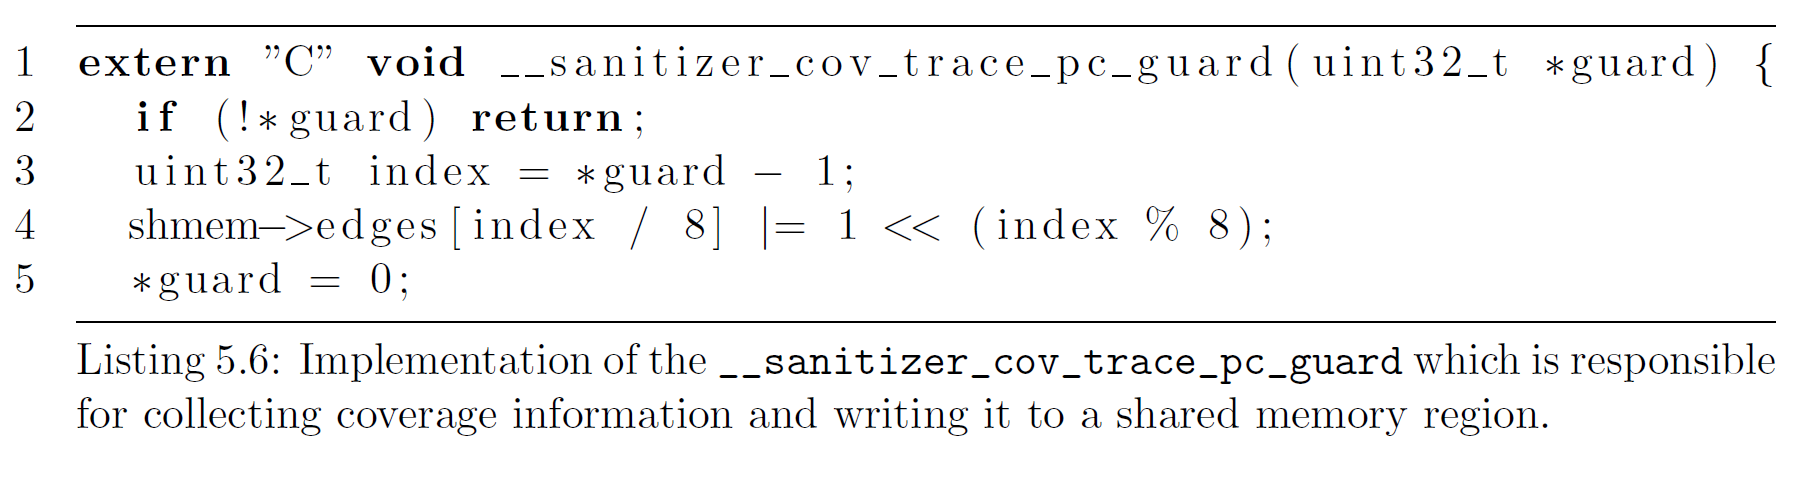 1 extern ”C” void __sanitizer_cov_trace_pc_guard(uint32_t *guard) {
2 if (!*guard) return;
3 uint32_t index = *guard − 1;
4 shmem−>edges[index / 8] |= 1 << (index % 8);
5 *guard = 0;
Listing 5.6: Implementation of the __sanitizer_cov_trace_pc_guard which is responsible
for collecting coverage information and writing it to a shared memory region.